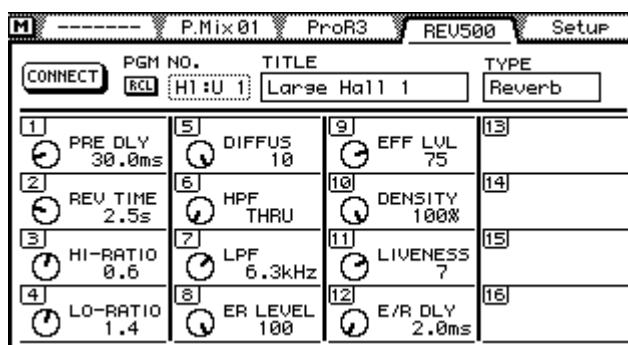 M ------- P.Mix01 ProR3 REV500 Setup
PGM NO. TITLE TYPE
CONNECT RCL H1:U 1 Large Hall 1 Reverb
1 PRE DLY 30.0ms
2 REV TIME 2.5s
3 HI-RATIO 0.6
4 LO-RATIO 1.4
5 DIFFUS 10
6 HPF THRU
7 LPF 6.3kHz
8 ER LEVEL 100
9 EFF LVL 75
10 DENSITY 100%
11 LIVENESS 7
12 E/R DLY 2.0ms
13
14
15
16